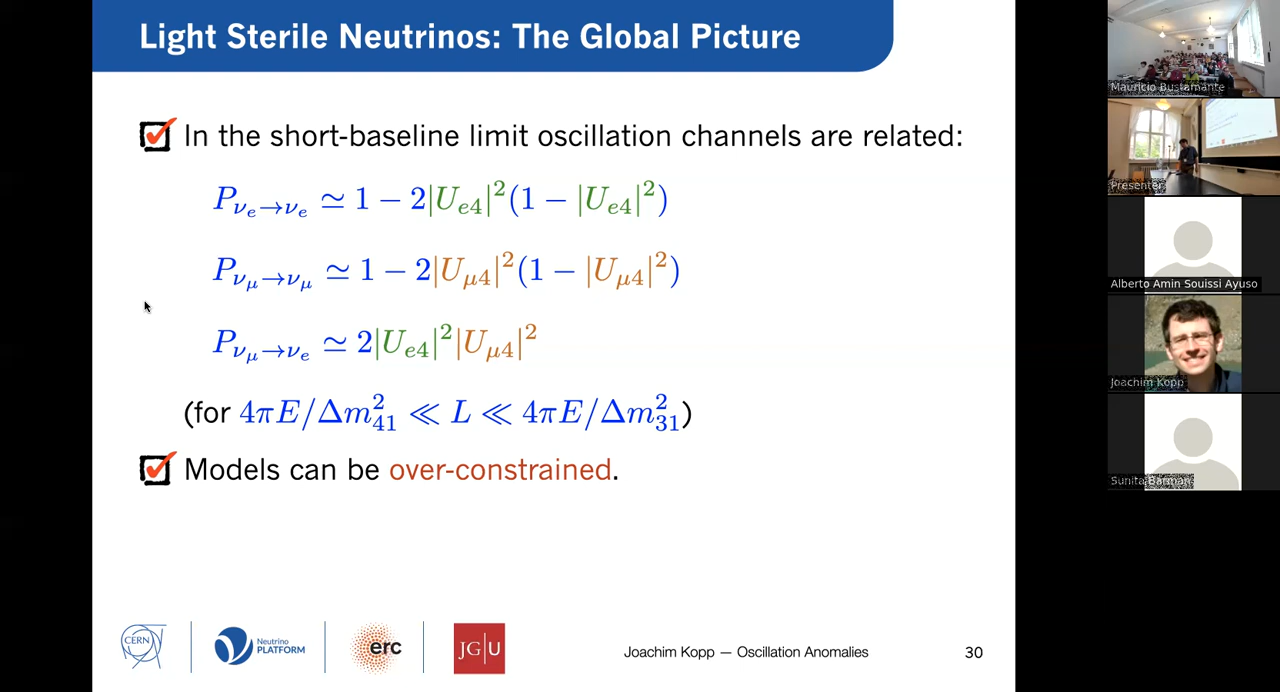 Light Sterile Neutrinos: The Global Picture
In the short-baseline limit oscillation channels are related:
P_{ν_e→ν_e} ≃ 1 − 2|U_{e4}|²(1 − |U_{e4}|²)
P_{ν_μ→ν_μ} ≃ 1 − 2|U_{μ4}|²(1 − |U_{μ4}|²)
P_{ν_μ→ν_e} ≃ 2|U_{e4}|²|U_{μ4}|²
(for 4πE/Δm²_{41} ≪ L ≪ 4πE/Δm²_{31})
Models can be over-constrained.
CERN
Neutrino
PLATFORM
erc
JG|U
Joachim Kopp — Oscillation Anomalies
30
Mauricio Bustamante
Presenter
Alberto Amin Souissi Ayuso
Joachim Kopp
Sunita Barman